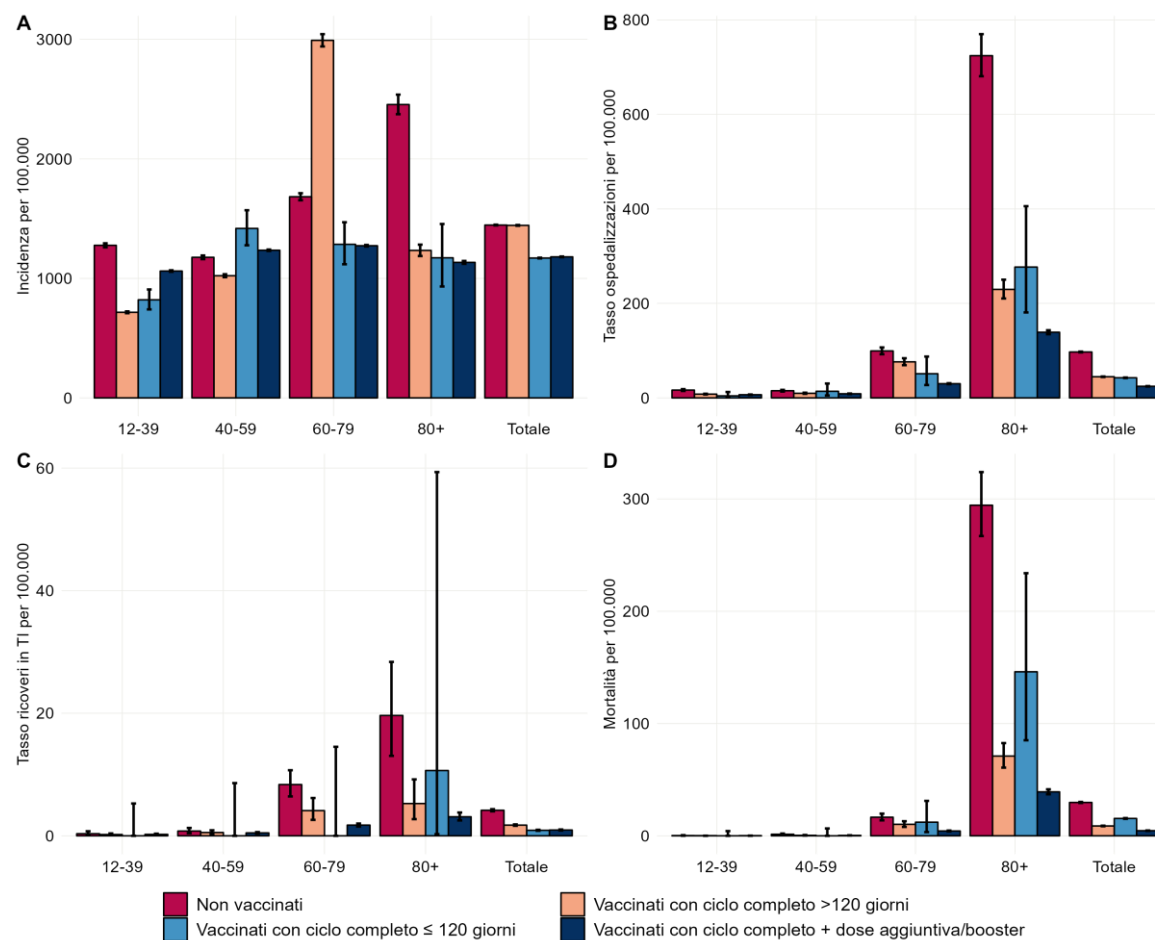 A
Incidenza per 100.000
3000
2000
1000
0
12-39 40-59 60-79 80+ Totale
B
Tasso ospedalizzazioni per 100.000
800
600
400
200
0
12-39 40-59 60-79 80+ Totale
C
Tasso ricoveri in TI per 100.000
60
40
20
0
12-39 40-59 60-79 80+ Totale
D
Mortalità per 100.000
300
200
100
0
12-39 40-59 60-79 80+ Totale
Non vaccinati
Vaccinati con ciclo completo >120 giorni
Vaccinati con ciclo completo ≤ 120 giorni
Vaccinati con ciclo completo + dose aggiuntiva/booster